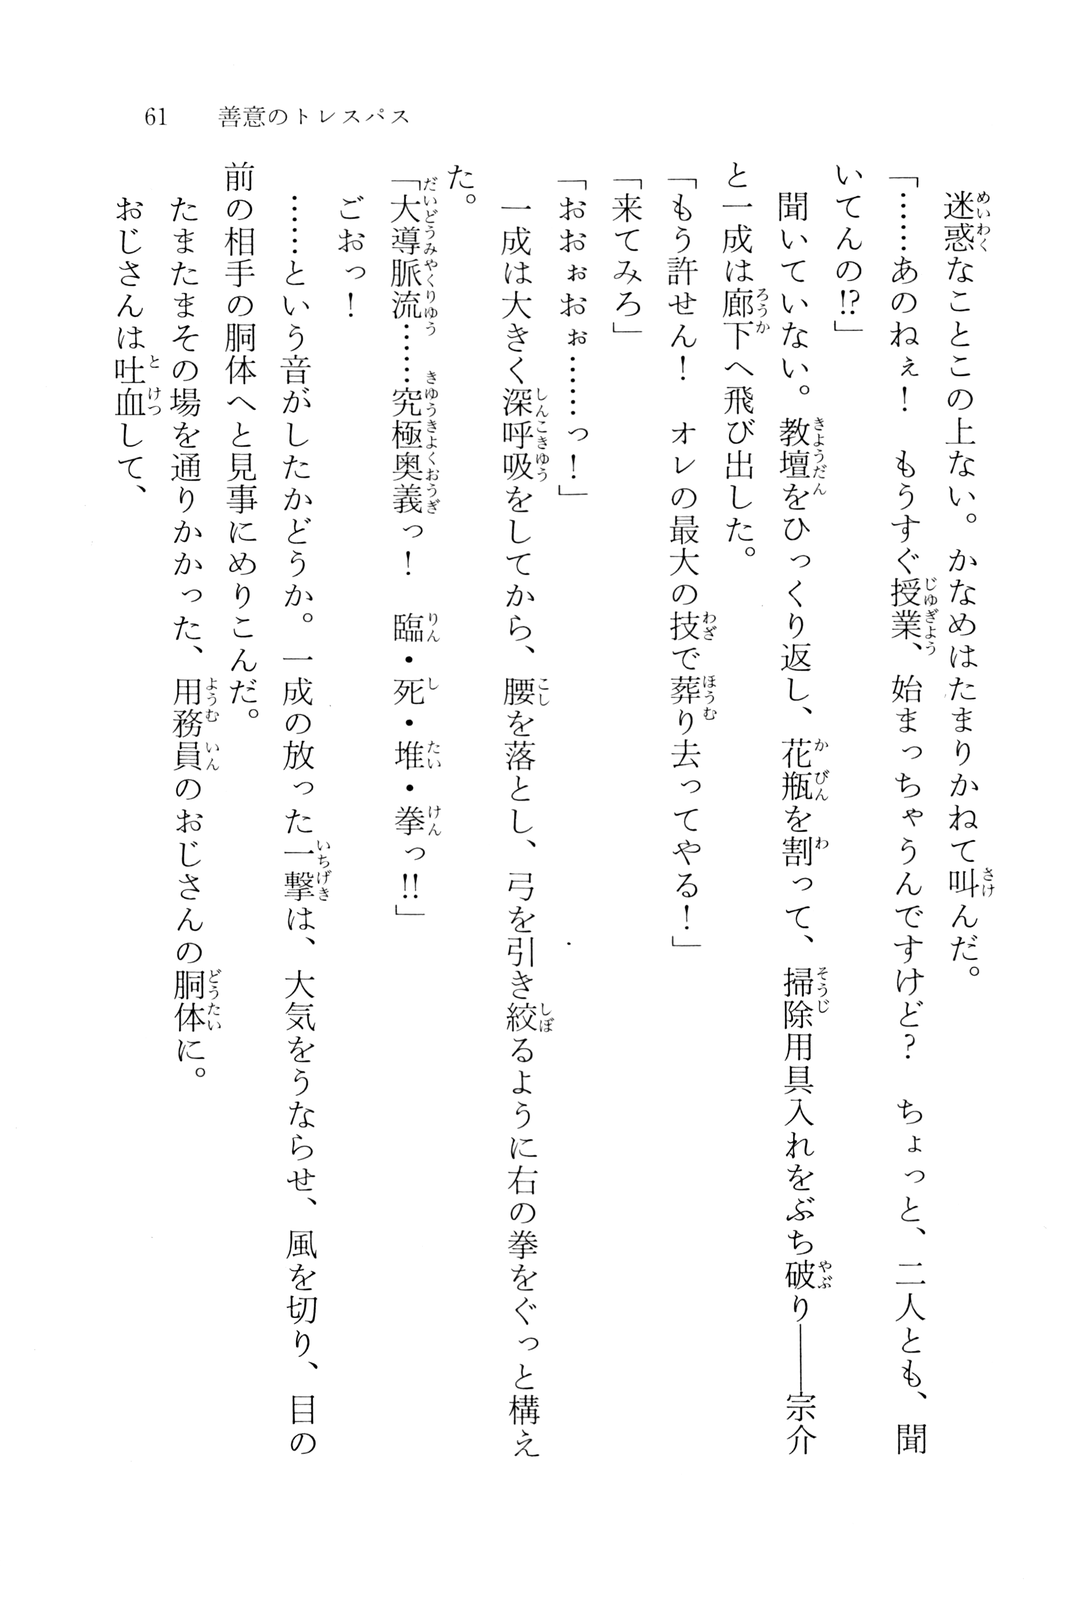 61　善意のトレスパス
迷惑なことこの上ない。かなめはたまりかねて叫んだ。
「……あのねぇ！　もうすぐ授業、始まっちゃうんですけど？　ちょっと、二人とも、聞
いてんの!?」
聞いていない。教壇をひっくり返し、花瓶を割って、掃除用具入れをぶち破り――宗介
と一成は廊下へ飛び出した。
「もう許せん！　オレの最大の技で葬り去ってやる！」
「来てみろ」
「おおぉおぉ……っ！」
一成は大きく深呼吸をしてから、腰を落とし、弓を引き絞るように右の拳をぐっと構え
た。
「大導脈流……究極奥義っ！　臨・死・堆・拳っ!!」
ごおっ！
……という音がしたかどうか。一成の放った一撃は、大気をうならせ、風を切り、目の
前の相手の胴体へと見事にめりこんだ。
たまたまその場を通りかかった、用務員のおじさんの胴体に。
おじさんは吐血して、